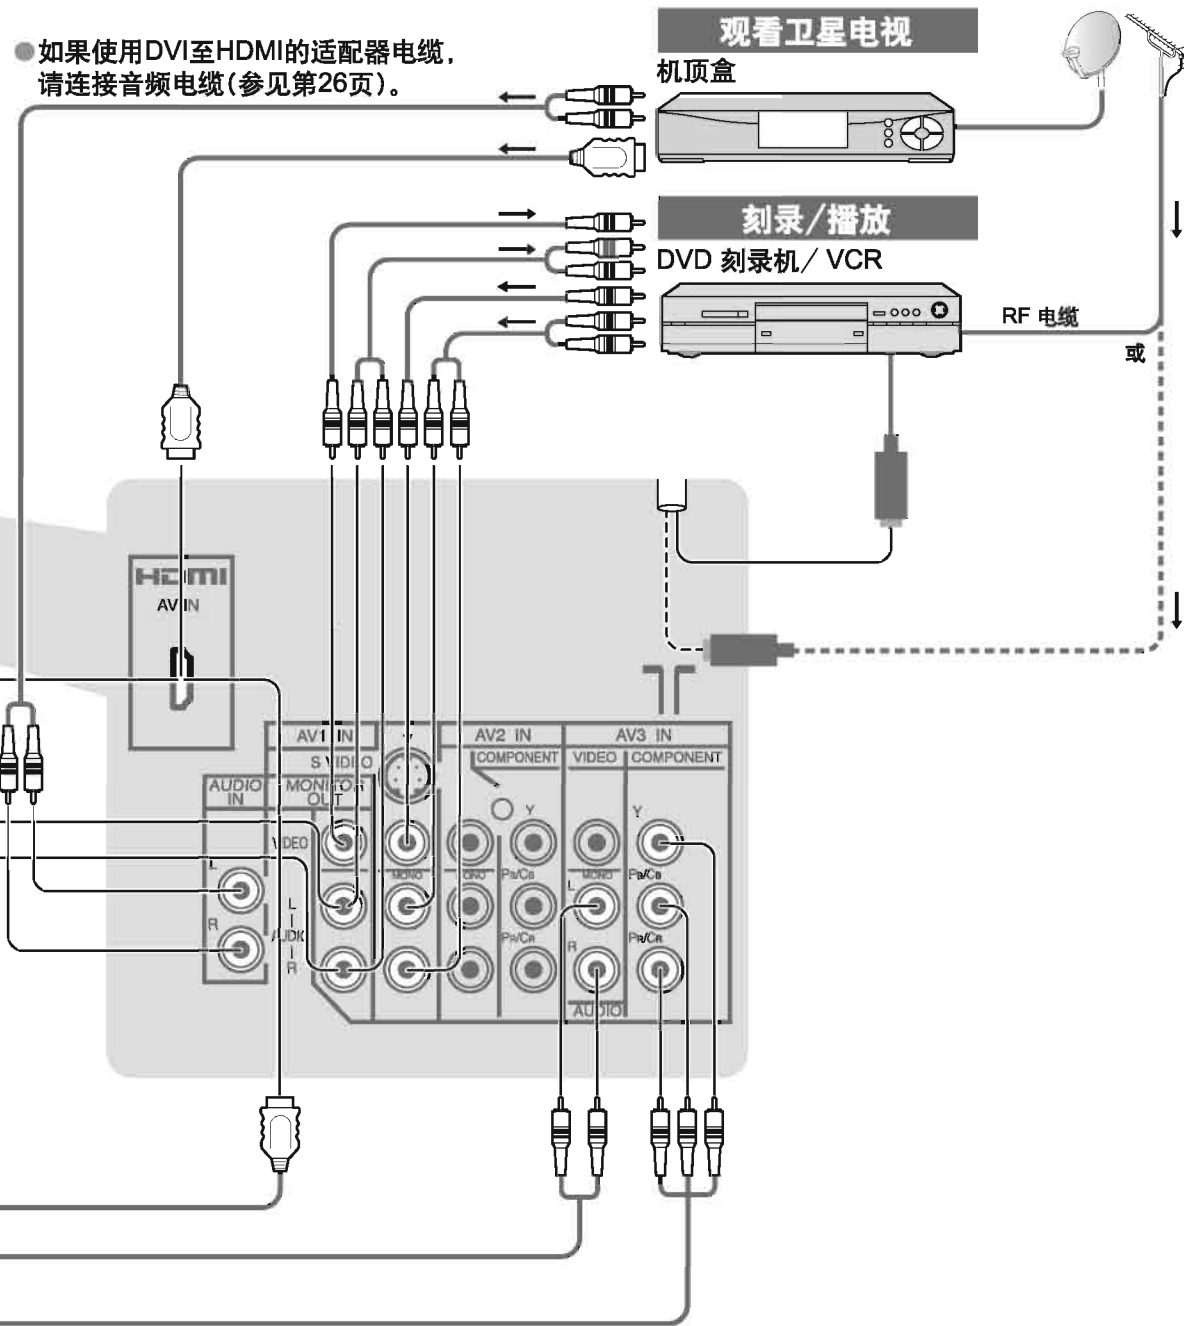 ●如果使用DVI至HDMI的适配器电缆，
请连接音频电缆(参见第26页)。
观看卫星电视
机顶盒
刻录／播放
DVD 刻录机／VCR
RF 电缆
或
HDMI
AV IN
AV1 IN
AV2 IN
AV3 IN
S VIDEO
COMPONENT
VIDEO
COMPONENT
AUDIO
IN
MONITOR
OUT
Y
Y
VIDEO
L
MONO
MONO
PB/CB
MONO
PB/CB
L
L
R
AUDIO
PR/CR
R
PR/CR
R
AUDIO